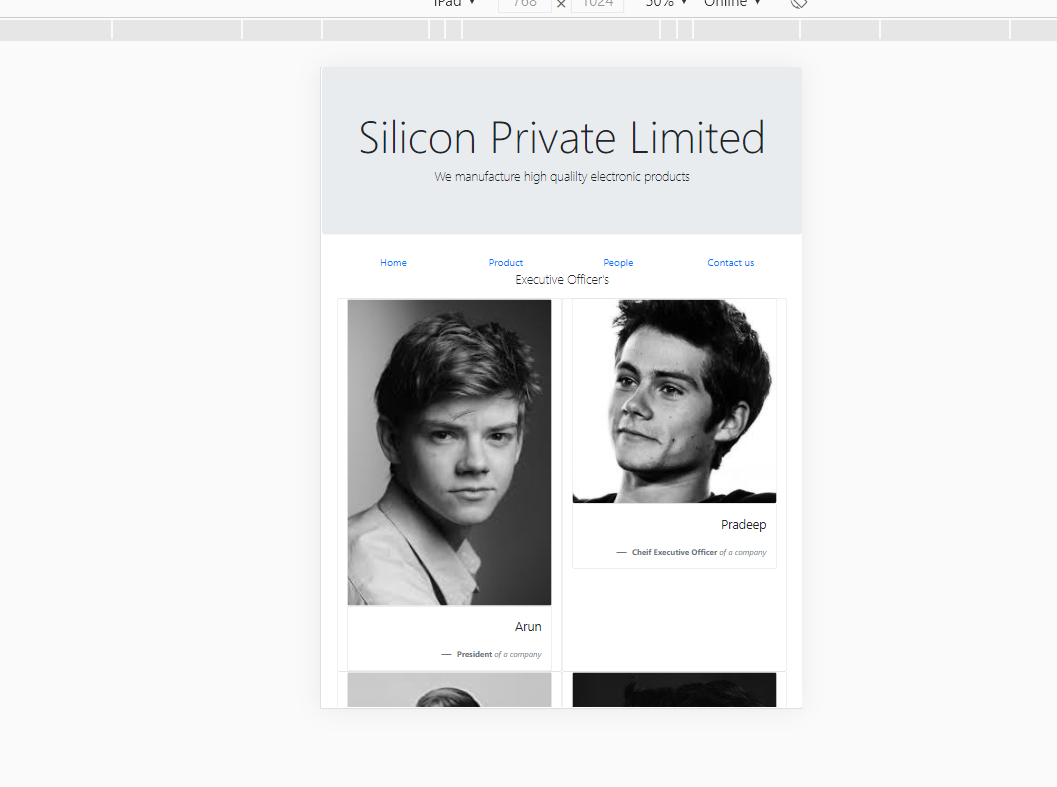 iPad ▼ 768 × 1024 50% ▼ Online ▼
Silicon Private Limited
We manufacture high qualilty electronic products
Home Product People Contact us
Executive Officer's
Pradeep
— Cheif Executive Officer of a company
Arun
— President of a company